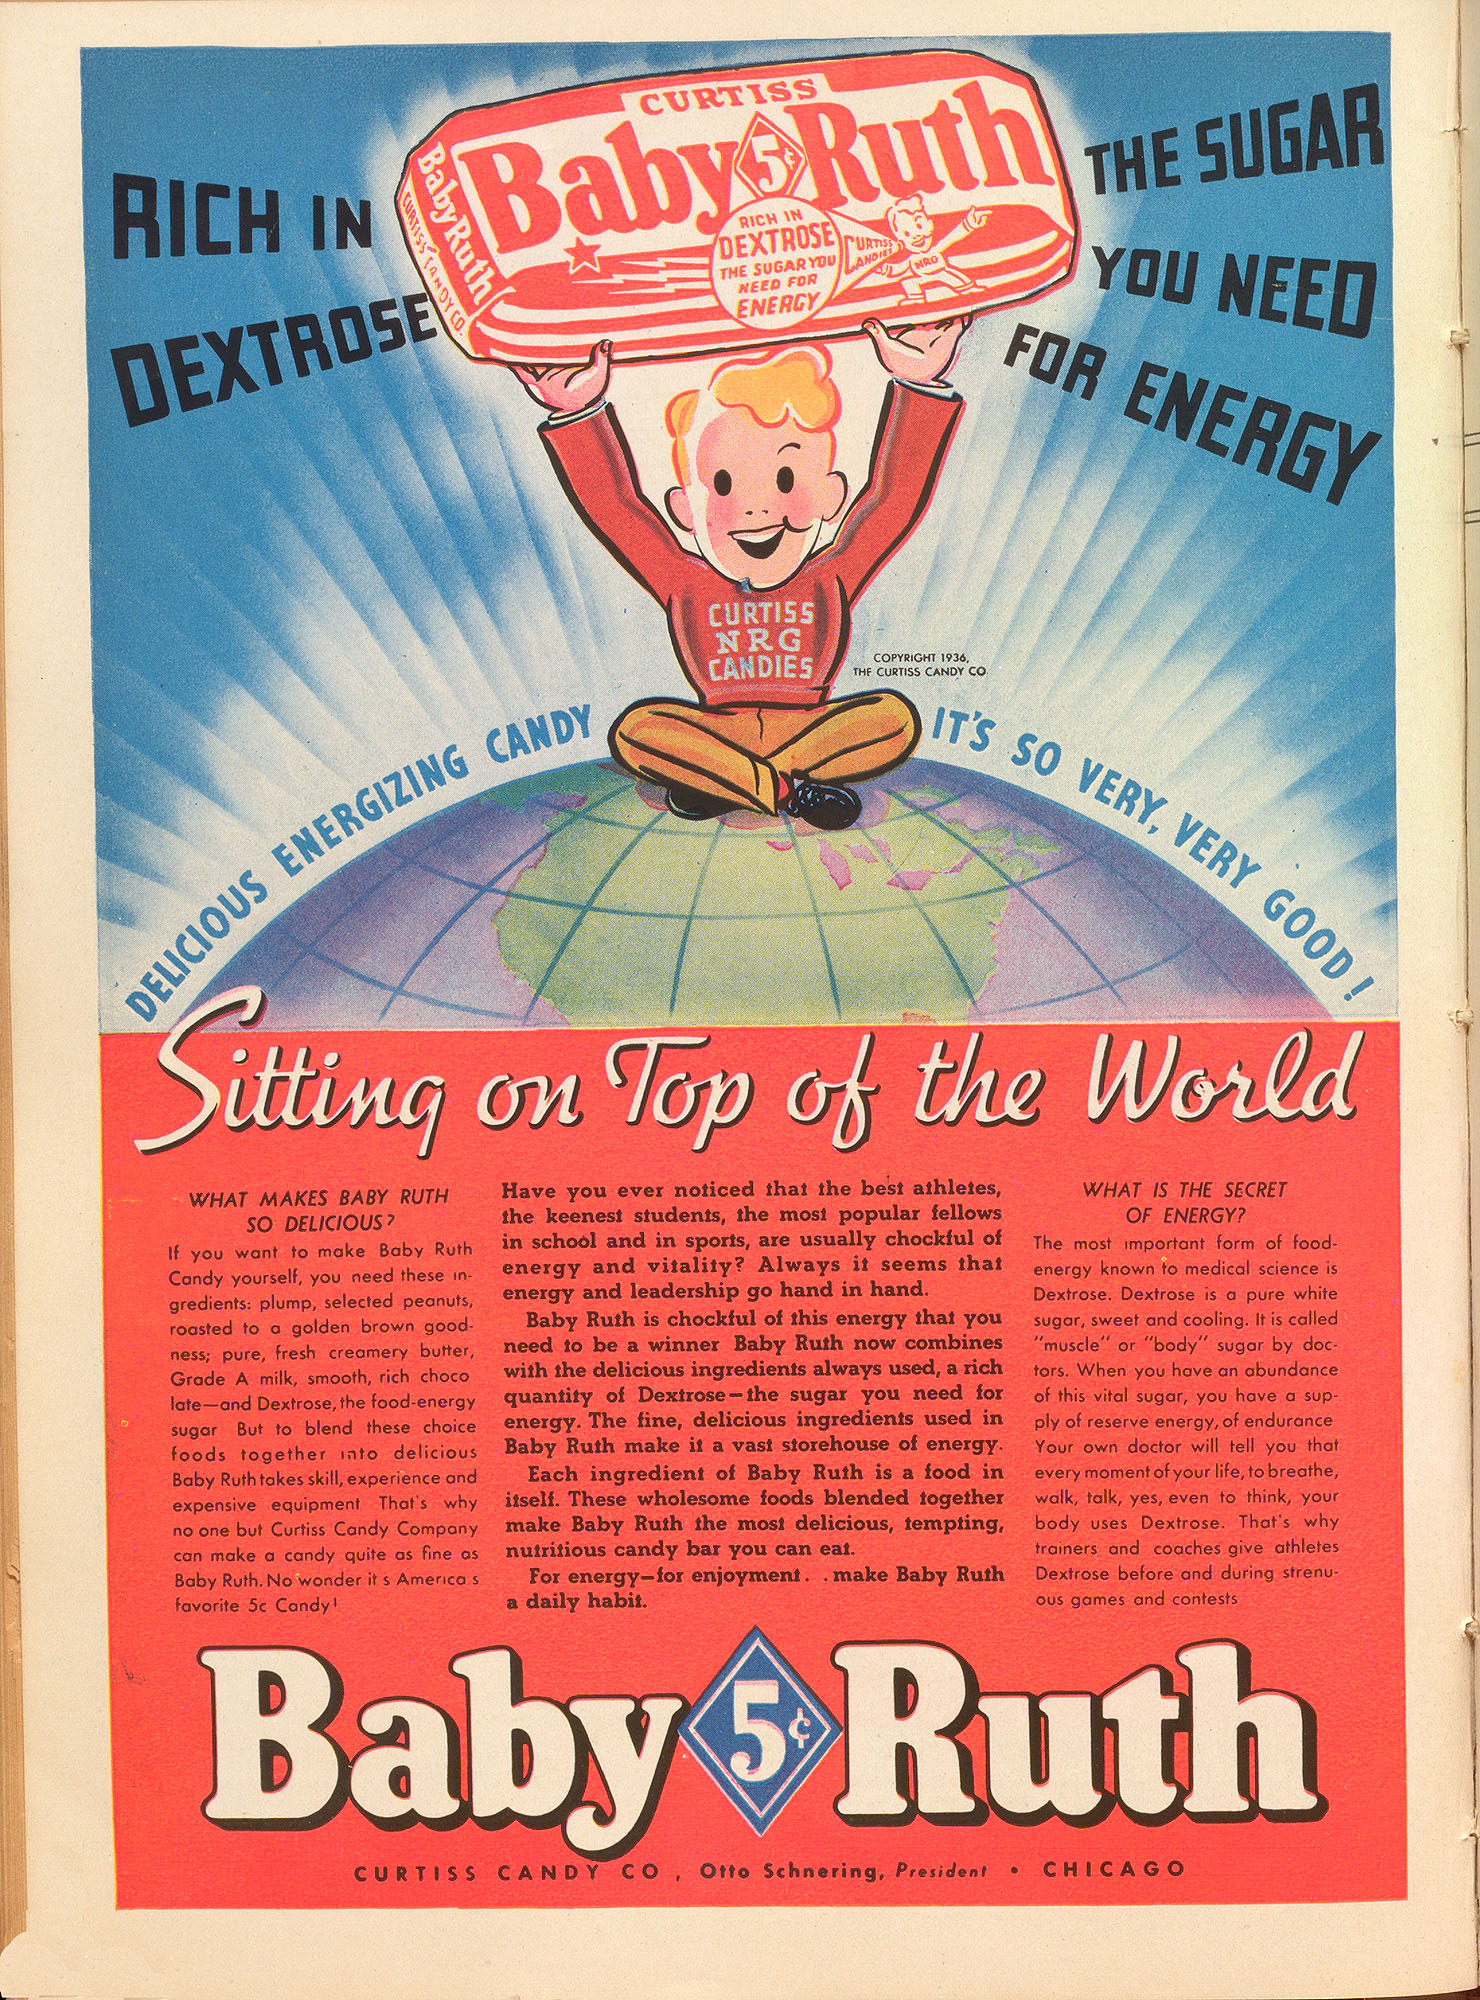 RICH IN
DEXTROSE
CURTISS
Baby 5¢ Ruth
Baby Ruth
CURTISS CANDY CO.
RICH IN
DEXTROSE
THE SUGAR YOU
NEED FOR
ENERGY
CURTISS
CANDIES
NRG
THE SUGAR
YOU NEED
FOR ENERGY
CURTISS
NRG
CANDIES
COPYRIGHT 1936,
THE CURTISS CANDY CO.
DELICIOUS ENERGIZING CANDY
IT'S SO VERY, VERY GOOD!
Sitting on Top of the World
WHAT MAKES BABY RUTH
SO DELICIOUS?
If you want to make Baby Ruth
Candy yourself, you need these in-
gredients: plump, selected peanuts,
roasted to a golden brown good-
ness; pure, fresh creamery butter,
Grade A milk, smooth, rich choco
late—and Dextrose, the food-energy
sugar But to blend these choice
foods together into delicious
Baby Ruth takes skill, experience and
expensive equipment That's why
no one but Curtiss Candy Company
can make a candy quite as fine as
Baby Ruth. No wonder it s America s
favorite 5c Candy!
Have you ever noticed that the best athletes,
the keenest students, the most popular fellows
in school and in sports, are usually chockful of
energy and vitality? Always it seems that
energy and leadership go hand in hand.
Baby Ruth is chockful of this energy that you
need to be a winner Baby Ruth now combines
with the delicious ingredients always used, a rich
quantity of Dextrose—the sugar you need for
energy. The fine, delicious ingredients used in
Baby Ruth make it a vast storehouse of energy.
Each ingredient of Baby Ruth is a food in
itself. These wholesome foods blended together
make Baby Ruth the most delicious, tempting,
nutritious candy bar you can eat.
For energy—for enjoyment. . make Baby Ruth
a daily habit.
WHAT IS THE SECRET
OF ENERGY?
The most important form of food-
energy known to medical science is
Dextrose. Dextrose is a pure white
sugar, sweet and cooling. It is called
"muscle" or "body" sugar by doc-
tors. When you have an abundance
of this vital sugar, you have a sup-
ply of reserve energy, of endurance
Your own doctor will tell you that
every moment of your life, to breathe,
walk, talk, yes, even to think, your
body uses Dextrose. That's why
trainers and coaches give athletes
Dextrose before and during strenu-
ous games and contests
Baby 5¢ Ruth
CURTISS CANDY CO , Otto Schnering, President • CHICAGO